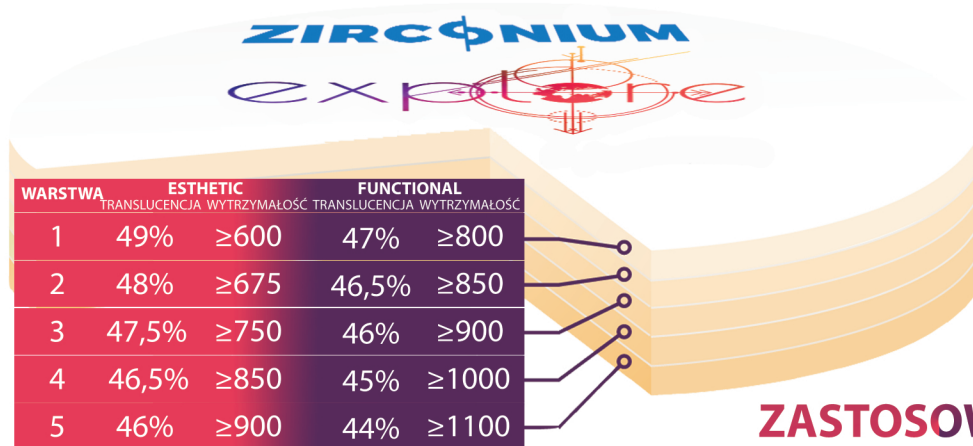 ZIRCONIUM
explore
WARSTWA ESTHETIC FUNCTIONAL
TRANSLUCENCJA WYTRZYMAŁOŚĆ TRANSLUCENCJA WYTRZYMAŁOŚĆ
1 49% ≥600 47% ≥800
2 48% ≥675 46,5% ≥850
3 47,5% ≥750 46% ≥900
4 46,5% ≥850 45% ≥1000
5 46% ≥900 44% ≥1100
ZASTOSOW